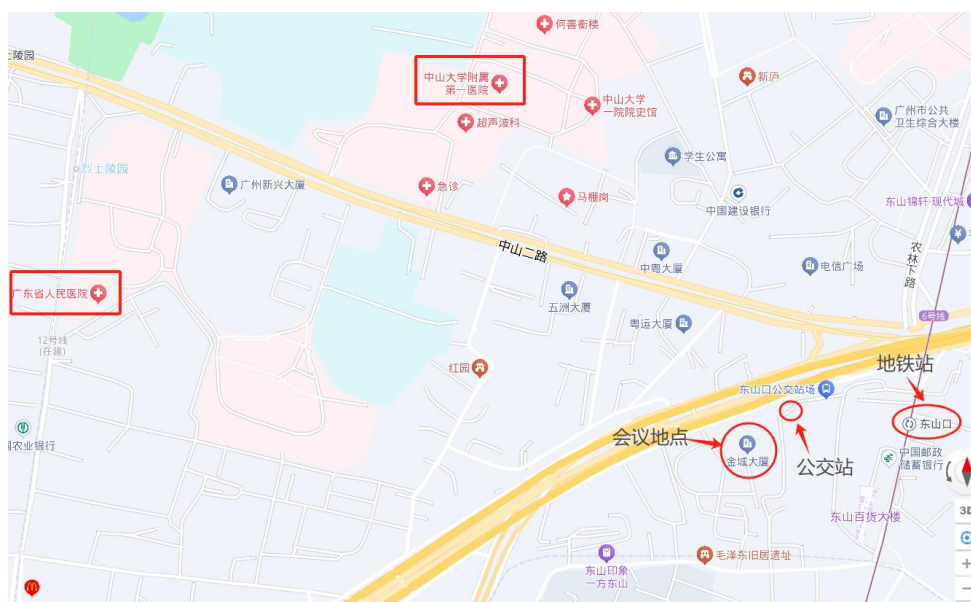 何善衡楼
陵园
中山大学附属
第一医院
新庐
中山大学
一院院史馆
广州市公共
卫生综合大楼
超声波科
学生公寓
烈士陵园
广州新兴大厦
急诊
马棚岗
中国建设银行
东山锦轩·现代城
农林下路
中山二路
中粤大厦
电信广场
广东省人民医院
五洲大厦
6号线
粤运大厦
12号线
(在建)
地铁站
红园
东山口公交站场
东山口
农业银行
会议地点
金城大厦
公交站
中国邮政
储蓄银行
3D
东山百货大楼
毛泽东旧居遗址
东山印象
一方东山